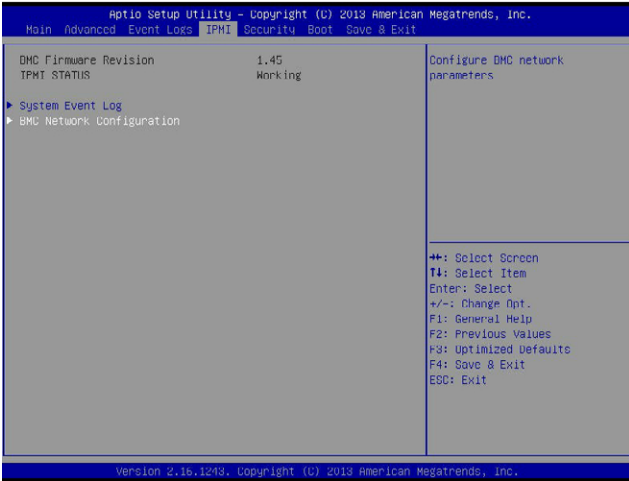 Aptio Setup Utility - Copyright (C) 2013 American Megatrends, Inc.
Main Advanced Event Logs IPMI Security Boot Save & Exit
BMC Firmware Revision 1.45
IPMI STATUS Working
System Event Log
BMC Network Configuration
Configure BMC network
parameters
→←: Select Screen
↑↓: Select Item
Enter: Select
+/-: Change Opt.
F1: General Help
F2: Previous Values
F3: Optimized Defaults
F4: Save & Exit
ESC: Exit
Version 2.16.1243. Copyright (C) 2013 American Megatrends, Inc.